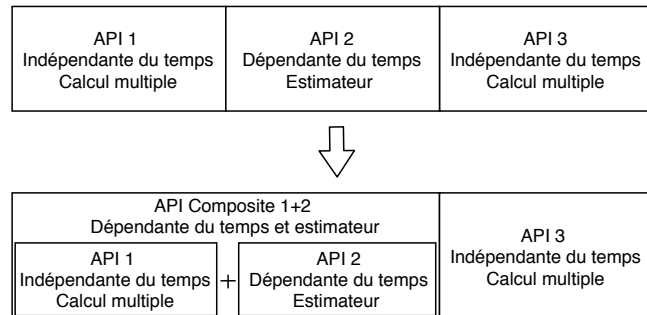 API 1
Indépendante du temps
Calcul multiple
API 2
Dépendante du temps
Estimateur
API 3
Indépendante du temps
Calcul multiple
API Composite 1+2
Dépendante du temps et estimateur
API 1
Indépendante du temps
Calcul multiple
+
API 2
Dépendante du temps
Estimateur
API 3
Indépendante du temps
Calcul multiple